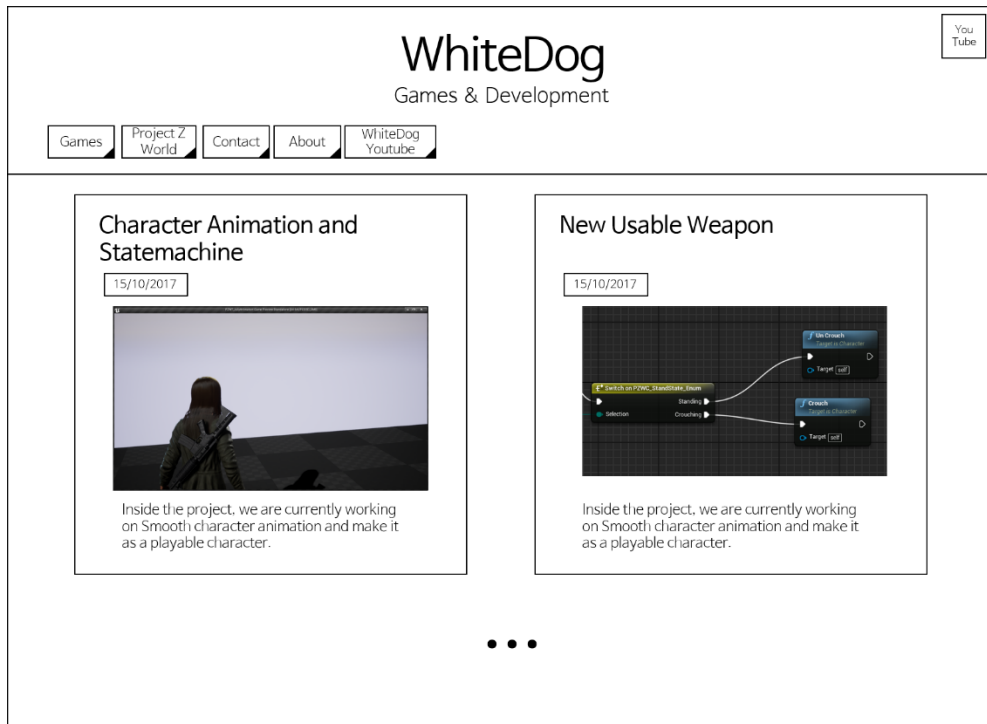 WhiteDog
Games & Development
You
Tube
Games
Project Z
World
Contact
About
WhiteDog
Youtube
Character Animation and
Statemachine
15/10/2017
Inside the project, we are currently working
on Smooth character animation and make it
as a playable character.
New Usable Weapon
15/10/2017
Un Crouch
Target is Character
Target self
Switch on PZWC_StandState_Enum
Standing
Selection
Crouching
Crouch
Target is Character
Target self
Inside the project, we are currently working
on Smooth character animation and make it
as a playable character.